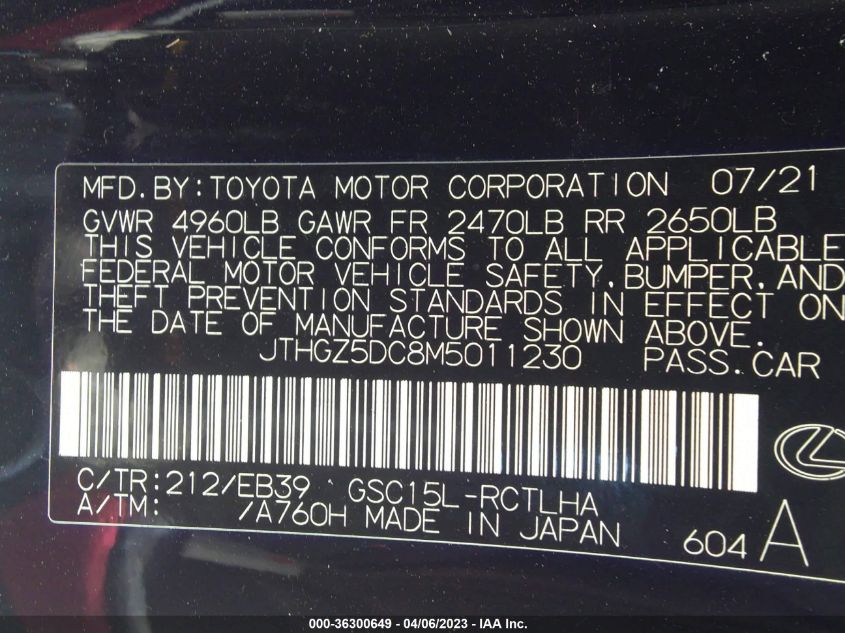 MFD.BY:TOYOTA MOTOR CORPORATION 07/21
GVWR 4960LB GAWR FR 2470LB RR 2650LB
THIS VEHICLE CONFORMS TO ALL APPLICABLE
FEDERAL MOTOR VEHICLE SAFETY,BUMPER,AND
THEFT PREVENTION STANDARDS IN EFFECT ON
THE DATE OF MANUFACTURE SHOWN ABOVE.
JTHGZ5DC8M5011230 PASS.CAR
C/TR:212/EB39 GSC15L-RCTLHA
A/TM: /A760H MADE IN JAPAN
604 A
000-36300649 - 04/06/2023 - IAA Inc.